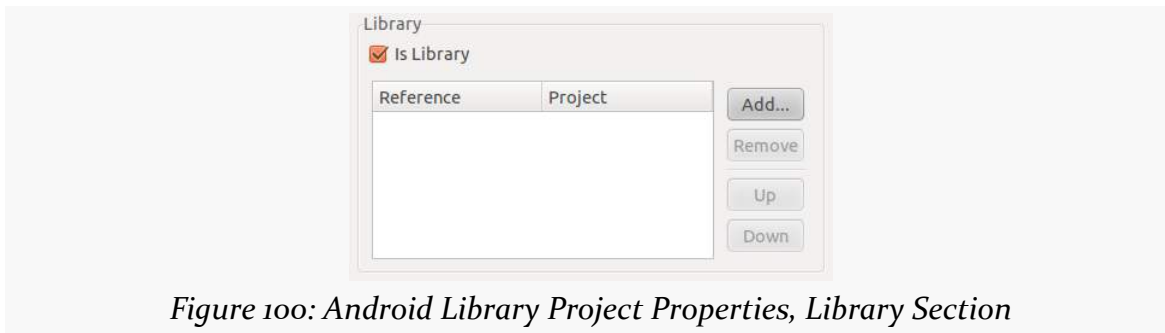 Library
Is Library
Reference Project
Add...
Remove
Up
Down
Figure 100: Android Library Project Properties, Library Section